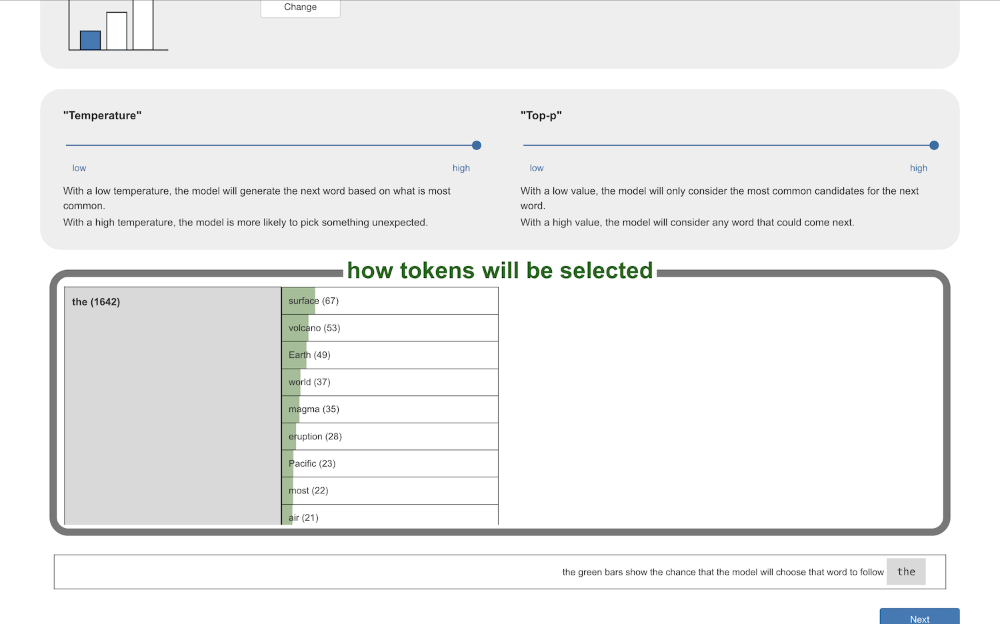 Change
"Temperature"
low
high
With a low temperature, the model will generate the next word based on what is most
common.
With a high temperature, the model is more likely to pick something unexpected.
"Top-p"
low
high
With a low value, the model will only consider the most common candidates for the next
word.
With a high value, the model will consider any word that could come next.
how tokens will be selected
the (1642)
surface (67)
volcano (53)
Earth (49)
world (37)
magma (35)
eruption (28)
Pacific (23)
most (22)
air (21)
the green bars show the chance that the model will choose that word to follow the
Next